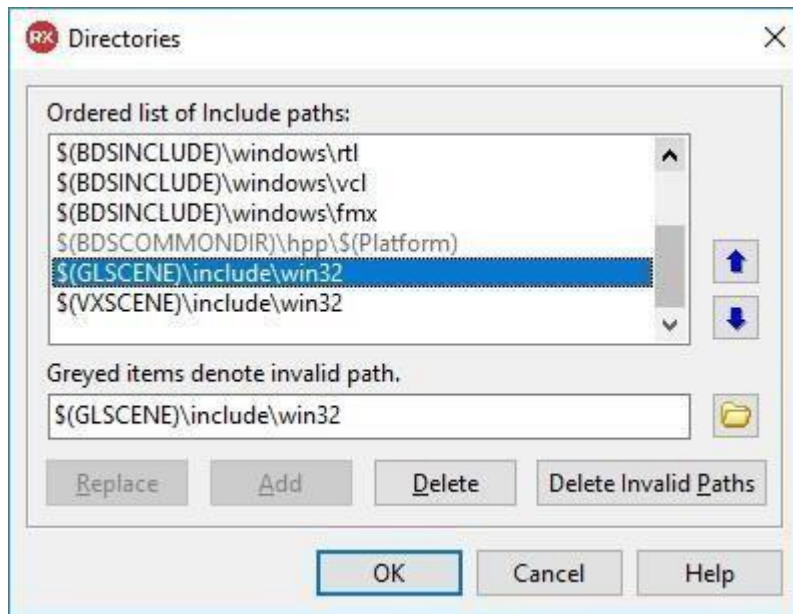 RX Directories
Ordered list of Include paths:
$(BDSINCLUDE)\windows\rtl
$(BDSINCLUDE)\windows\vcl
$(BDSINCLUDE)\windows\fmx
$(BDSCOMMONDIR)\hpp\$(Platform)
$(GLSCENE)\include\win32
$(VXSCENE)\include\win32
Greyed items denote invalid path.
$(GLSCENE)\include\win32
Replace Add Delete Delete Invalid Paths
OK Cancel Help